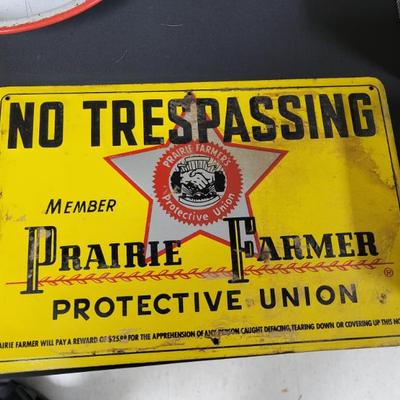 NO TRESPASSING
PRAIRIE FARMER'S
Protective Union
MEMBER
PRAIRIE FARMER
®
PROTECTIVE UNION
AIRIE FARMER WILL PAY A REWARD OF $25.00 FOR THE APPREHENSION OF ANY PERSON CAUGHT DEFACING, TEARING DOWN OR COVERING UP THIS NO